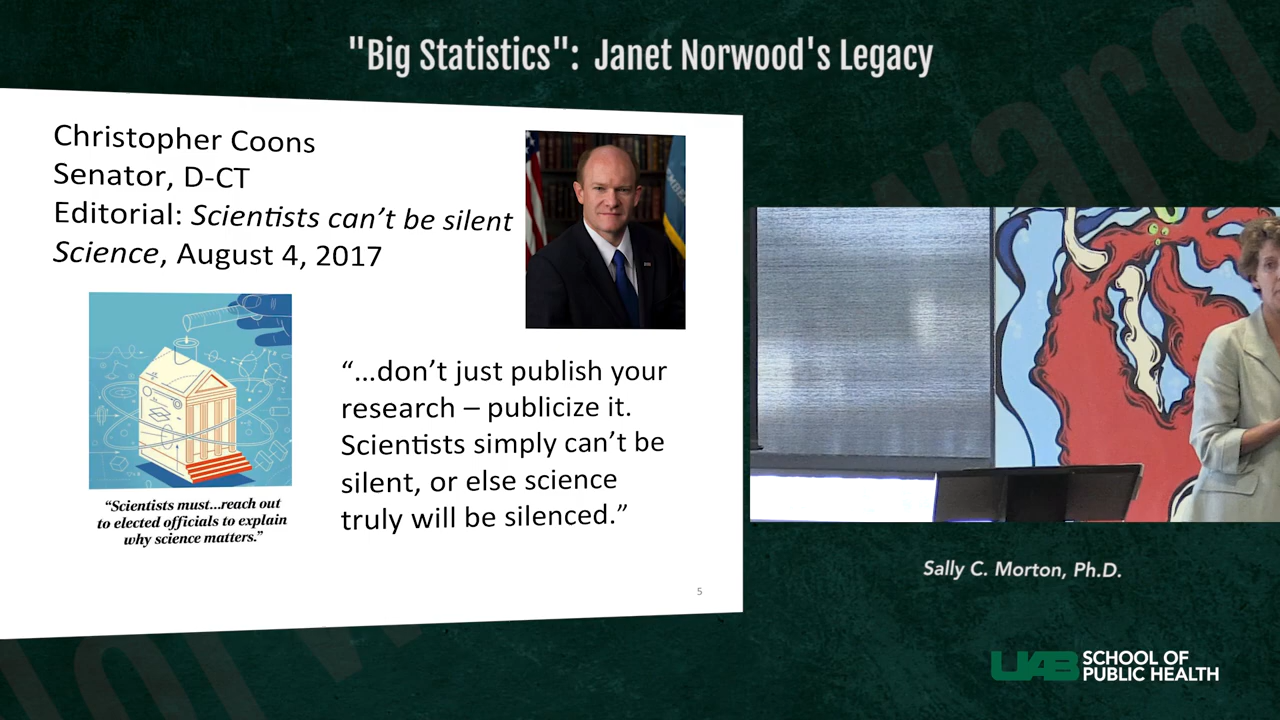 "Big Statistics": Janet Norwood's Legacy
Christopher Coons
Senator, D-CT
Editorial: Scientists can’t be silent
Science, August 4, 2017
“...don’t just publish your
research – publicize it.
Scientists simply can’t be
silent, or else science
truly will be silenced.”
“Scientists must...reach out
to elected officials to explain
why science matters.”
5
Sally C. Morton, Ph.D.
UAB SCHOOL OF
PUBLIC HEALTH